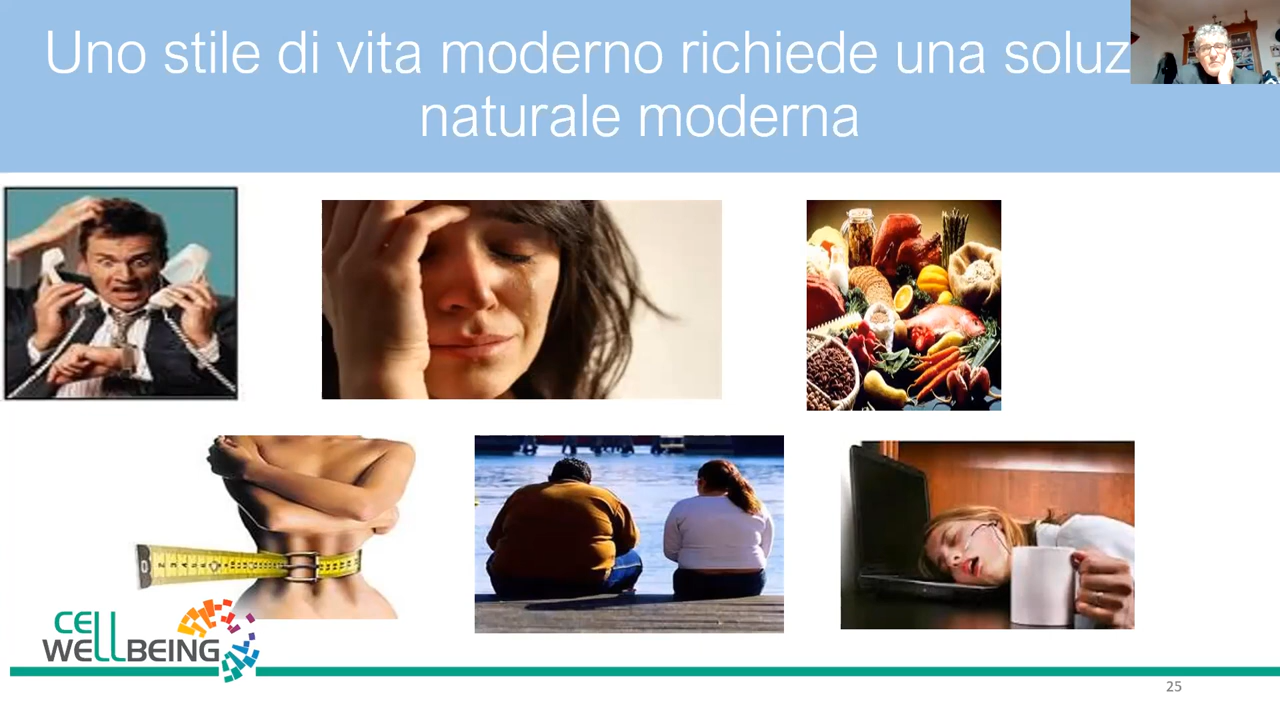 Uno stile di vita moderno richiede una soluz
naturale moderna
CELL
WELLBEING
25